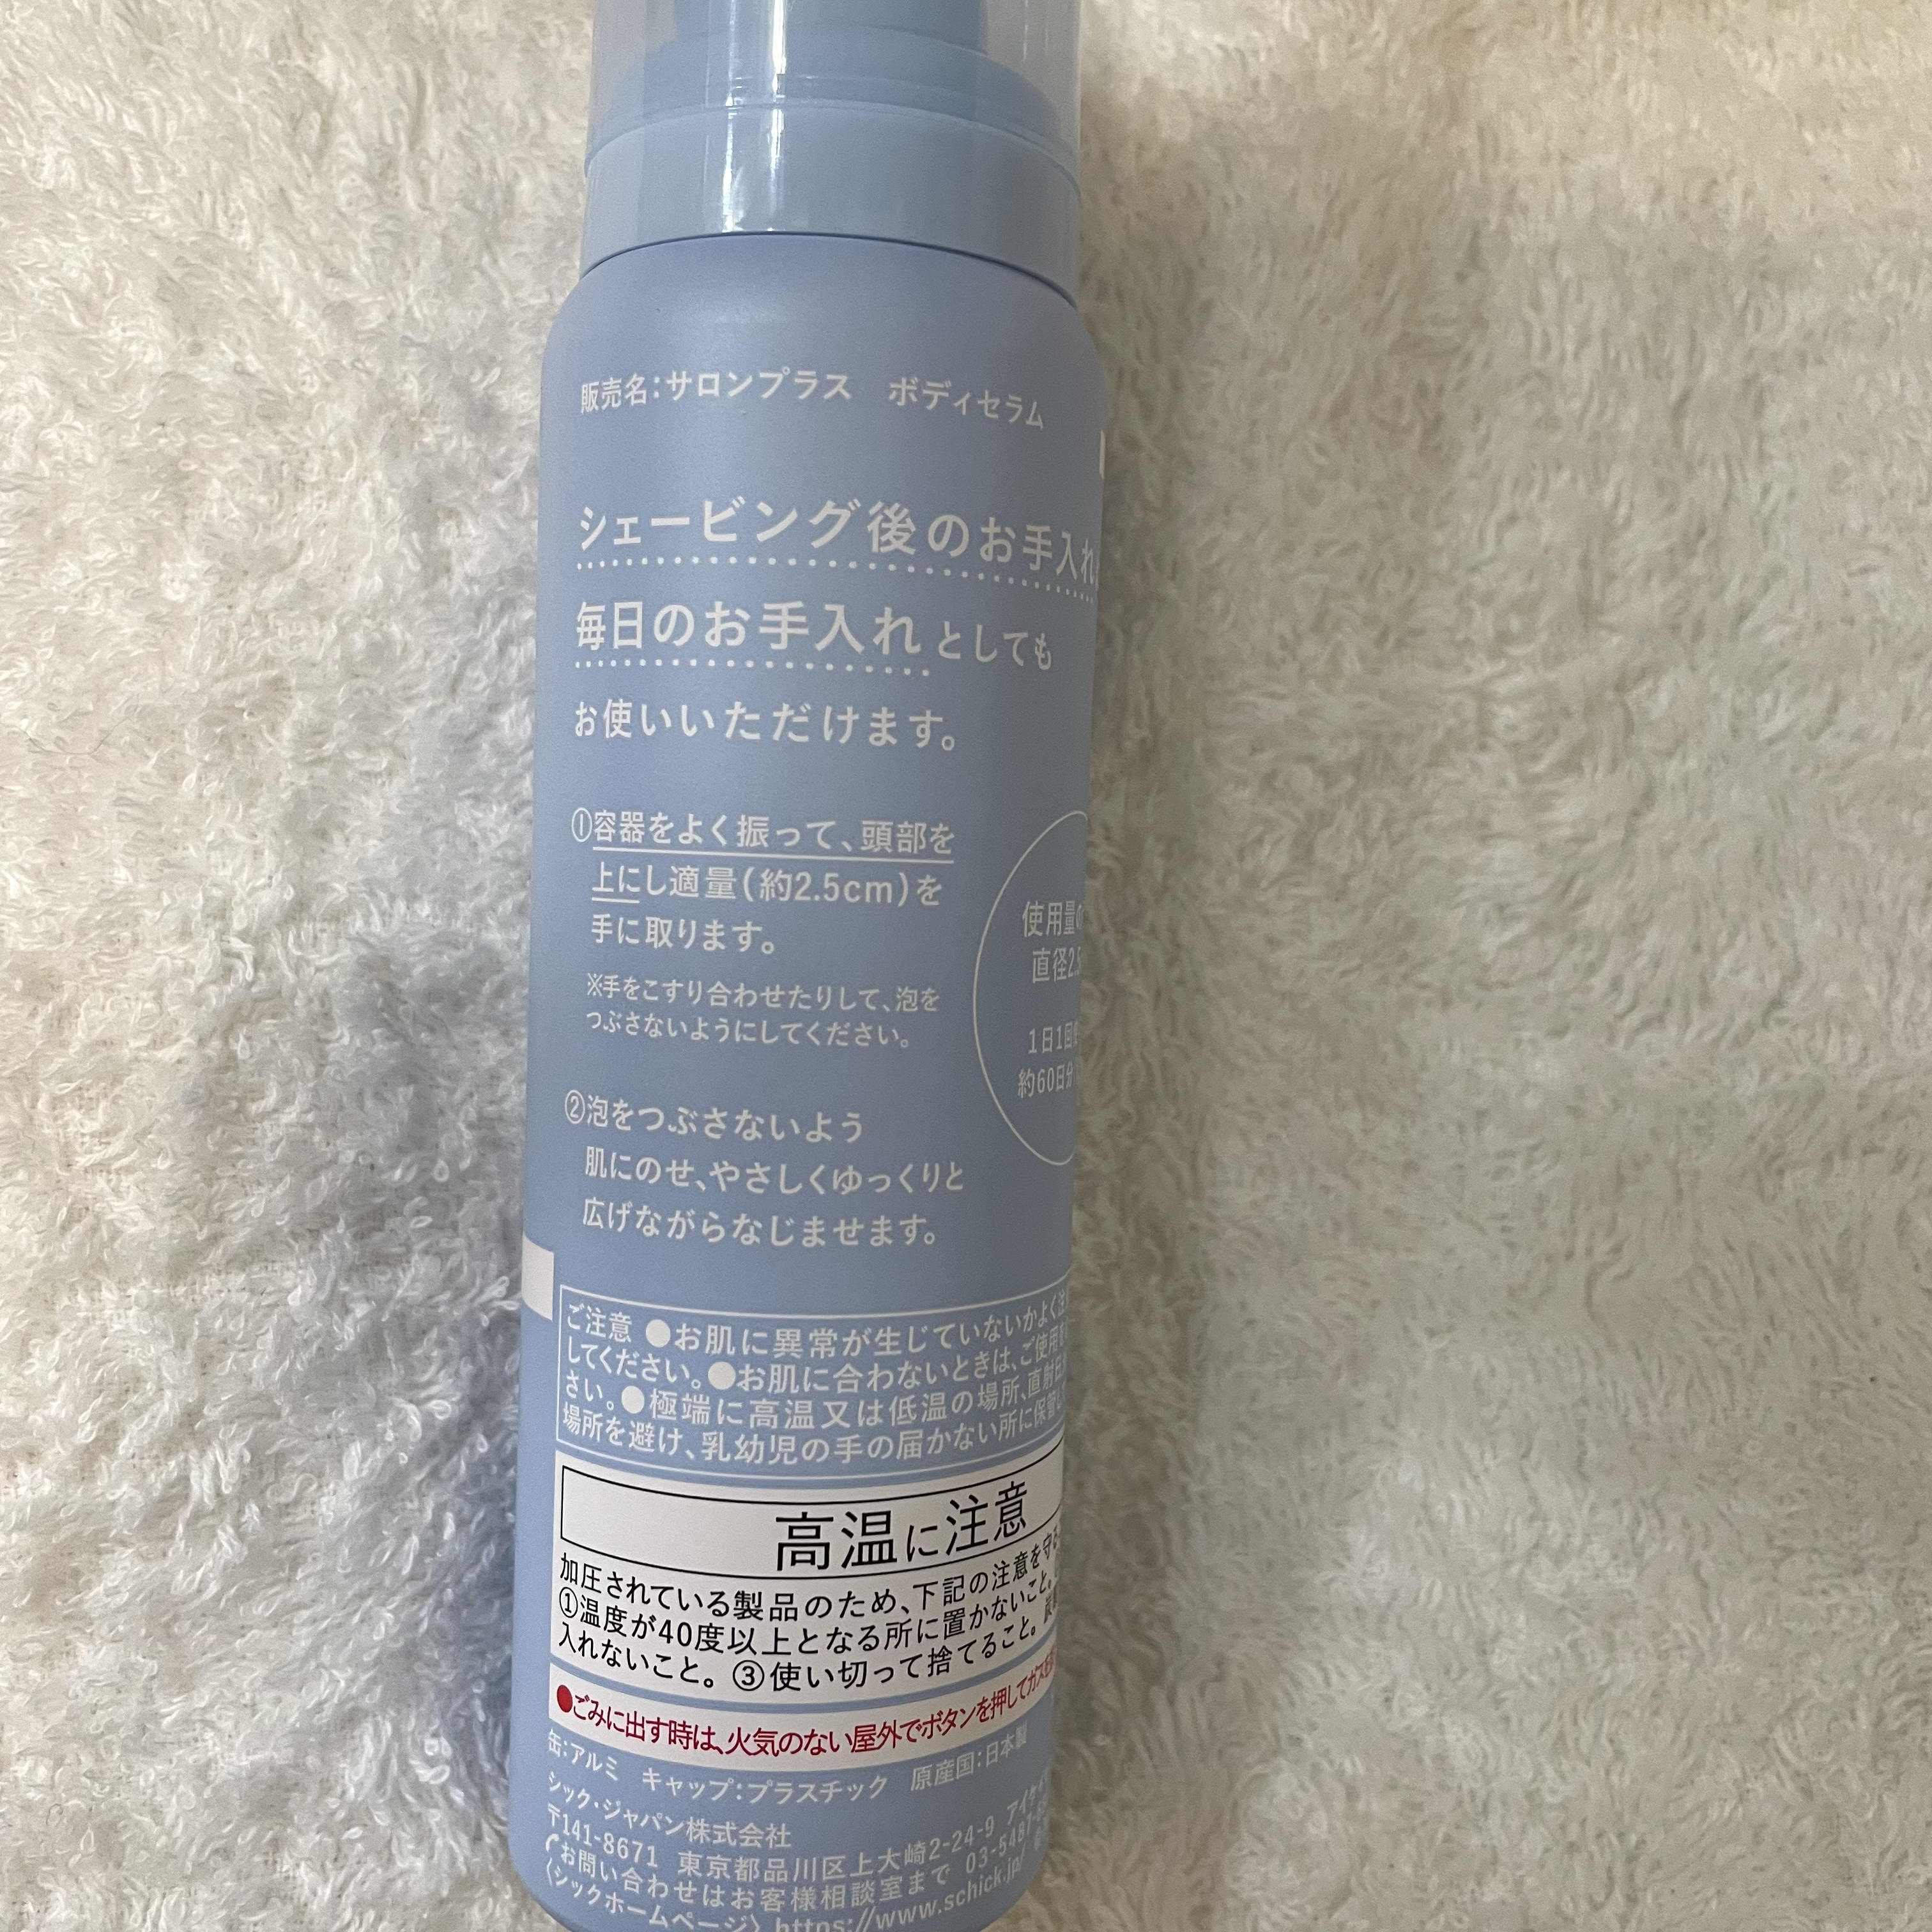 販売名:サロンプラス ボディセラム
シェービング後のお手入れ
毎日のお手入れとしても
お使いいただけます。
①容器をよく振って、頭部を
上にし適量(約2.5cm)を
手に取ります。
※手をこすり合わせたりして、泡を
つぶさないようにしてください。
②泡をつぶさないよう
肌にのせ、やさしくゆっくりと
広げながらなじませます。
使用量
直径2.5
1日1回
約60日分
ご注意 ●お肌に異常が生じていないかよく注
してください。●お肌に合わないときは、ご使用
さい。●極端に高温又は低温の場所、直射日
場所を避け、乳幼児の手の届かない所に保管
高温に注意
加圧されている製品のため、下記の注意を守る
①温度が40度以上となる所に置かないこと。
入れないこと。③使い切って捨てること。
●ごみに出す時は、火気のない屋外でボタンを押してガスを
缶:アルミ キャップ:プラスチック 原産国:日本製
シック・ジャパン株式会社
〒141-8671 東京都品川区上大崎2-24-9 アイケイ
お問い合わせはお客様相談室まで 03-5487-
〈シックホームページ〉https://www.schick.jp/